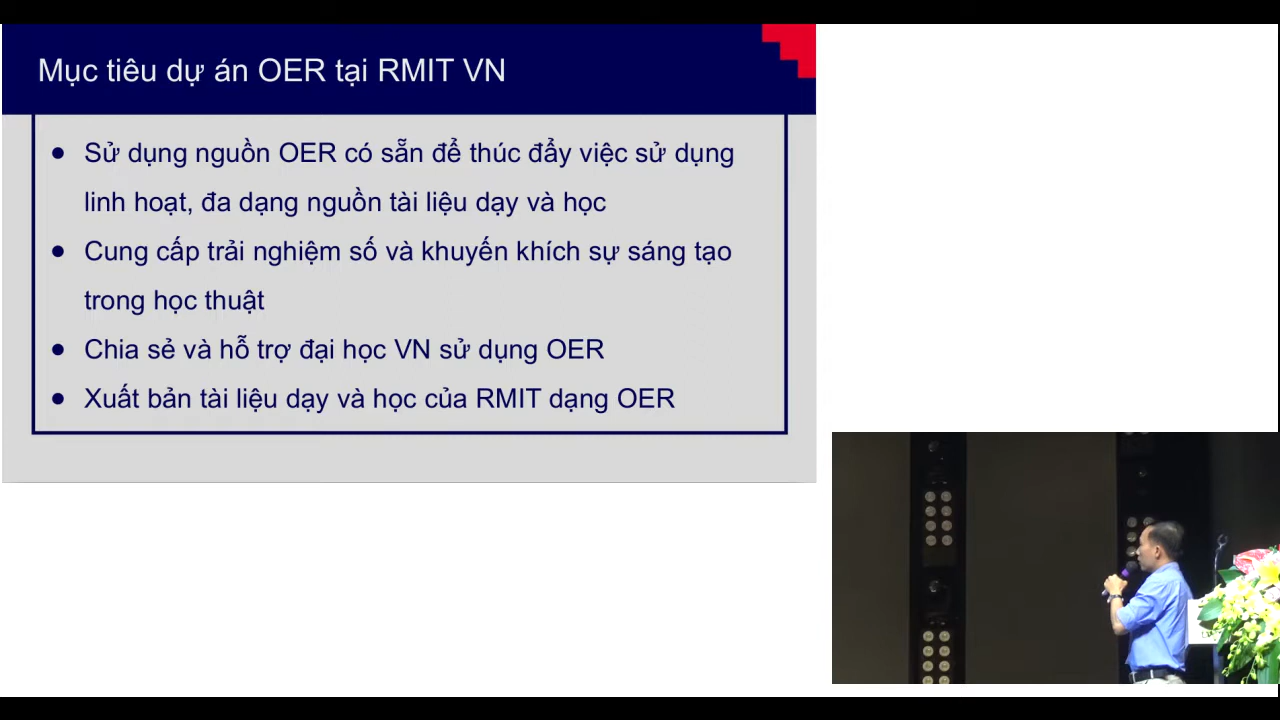 Mục tiêu dự án OER tại RMIT VN
● Sử dụng nguồn OER có sẵn để thúc đẩy việc sử dụng
linh hoạt, đa dạng nguồn tài liệu dạy và học
● Cung cấp trải nghiệm số và khuyến khích sự sáng tạo
trong học thuật
● Chia sẻ và hỗ trợ đại học VN sử dụng OER
● Xuất bản tài liệu dạy và học của RMIT dạng OER